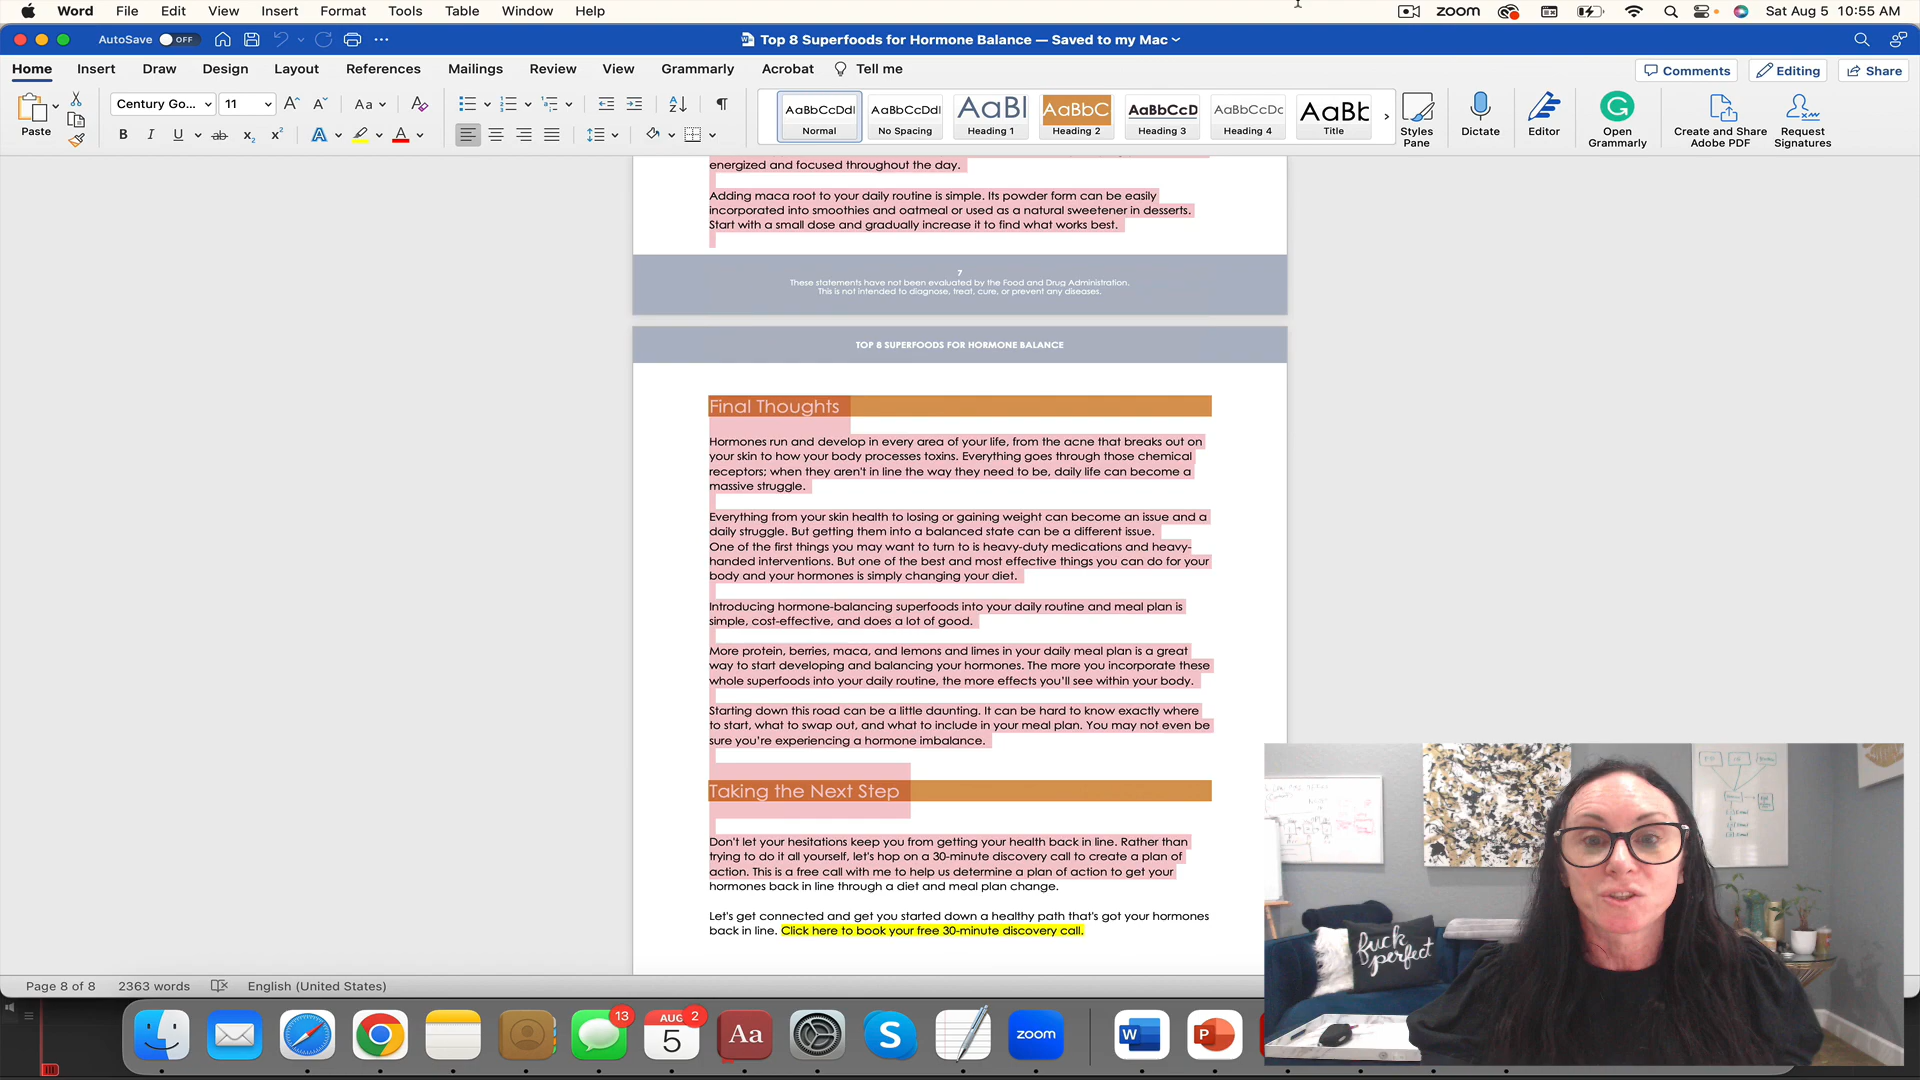 Word File Edit View Insert Format Tools Table Window Help zoom Sat Aug 5 10:55 AM
AutoSave OFF Top 8 Superfoods for Hormone Balance — Saved to my Mac
Home Insert Draw Design Layout References Mailings Review View Grammarly Acrobat Tell me Comments Editing Share
Paste Century Go... 11 Aa
AaBbCcDdI Normal AaBbCcDdI No Spacing AaBl Heading 1 AaBbC Heading 2 AaBbCcD Heading 3 AaBbCcDc Heading 4 AaBb Title
Styles Pane Dictate Editor Open Grammarly Create and Share Adobe PDF Request Signatures
energized and focused throughout the day.
Adding maca root to your daily routine is simple. Its powder form can be easily
incorporated into smoothies and oatmeal or used as a natural sweetener in desserts.
Start with a small dose and gradually increase it to find what works best.
7
These statements have not been evaluated by the Food and Drug Administration.
This is not intended to diagnose, treat, cure, or prevent any diseases.
TOP 8 SUPERFOODS FOR HORMONE BALANCE
Final Thoughts
Hormones run and develop in every area of your life, from the acne that breaks out on
your skin to how your body processes toxins. Everything goes through those chemical
receptors; when they aren't in line the way they need to be, daily life can become a
massive struggle.
Everything from your skin health to losing or gaining weight can become an issue and a
daily struggle. But getting them into a balanced state can be a different issue.
One of the first things you may want to turn to is heavy-duty medications and heavy-
handed interventions. But one of the best and most effective things you can do for your
body and your hormones is simply changing your diet.
Introducing hormone-balancing superfoods into your daily routine and meal plan is
simple, cost-effective, and does a lot of good.
More protein, berries, maca, and lemons and limes in your daily meal plan is a great
way to start developing and balancing your hormones. The more you incorporate these
whole superfoods into your daily routine, the more effects you'll see within your body.
Starting down this road can be a little daunting. It can be hard to know exactly where
to start, what to swap out, and what to include in your meal plan. You may not even be
sure you're experiencing a hormone imbalance.
Taking the Next Step
Don't let your hesitations keep you from getting your health back in line. Rather than
trying to do it all yourself, let's hop on a 30-minute discovery call to create a plan of
action. This is a free call with me to help us determine a plan of action to get your
hormones back in line through a diet and meal plan change.
Let's get connected and get you started down a healthy path that's got your hormones
back in line. Click here to book your free 30-minute discovery call.
fuck perfect
Page 8 of 8 2363 words English (United States)
13 AUG 2 5 Aa S zoom W P